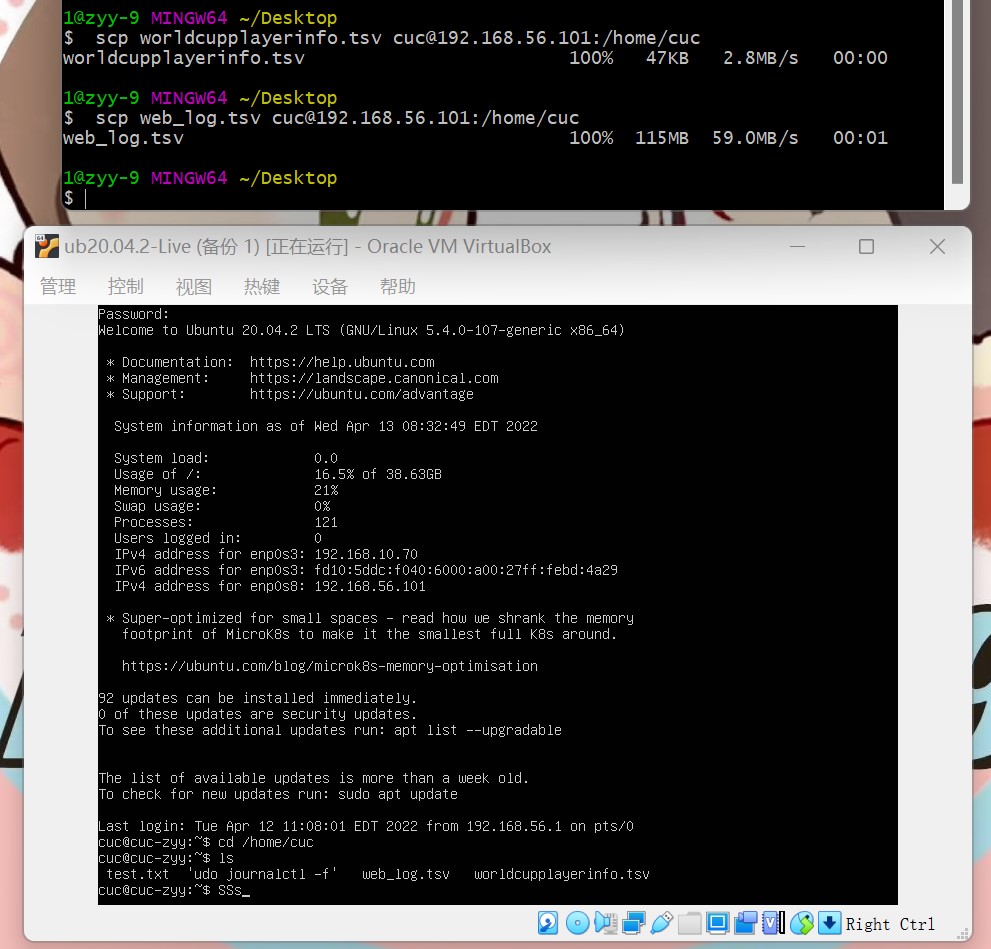 1@zyy-9 MINGW64 ~/Desktop
$  scp worldcupplayerinfo.tsv cuc@192.168.56.101:/home/cuc
worldcupplayerinfo.tsv 100% 47KB 2.8MB/s 00:00
1@zyy-9 MINGW64 ~/Desktop
$  scp web_log.tsv cuc@192.168.56.101:/home/cuc
web_log.tsv 100% 115MB 59.0MB/s 00:01
1@zyy-9 MINGW64 ~/Desktop
$
ub20.04.2-Live (备份 1) [正在运行] - Oracle VM VirtualBox
管理 控制 视图 热键 设备 帮助
Password:
Welcome to Ubuntu 20.04.2 LTS (GNU/Linux 5.4.0-107-generic x86_64)
* Documentation:  https://help.ubuntu.com
* Management:     https://landscape.canonical.com
* Support:        https://ubuntu.com/advantage
System information as of Wed Apr 13 08:32:49 EDT 2022
System load: 0.0
Usage of /: 16.5% of 38.63GB
Memory usage: 21%
Swap usage: 0%
Processes: 121
Users logged in: 0
IPv4 address for enp0s3: 192.168.10.70
IPv6 address for enp0s3: fd10:5ddc:f040:6000:a00:27ff:febd:4a29
IPv4 address for enp0s8: 192.168.56.101
* Super-optimized for small spaces - read how we shrank the memory
footprint of MicroK8s to make it the smallest full K8s around.
https://ubuntu.com/blog/microk8s-memory-optimisation
92 updates can be installed immediately.
0 of these updates are security updates.
To see these additional updates run: apt list --upgradable
The list of available updates is more than a week old.
To check for new updates run: sudo apt update
Last login: Tue Apr 12 11:08:01 EDT 2022 from 192.168.56.1 on pts/0
cuc@cuc-zyy:~$ cd /home/cuc
cuc@cuc-zyy:~$ ls
test.txt  'udo journalctl -f'   web_log.tsv   worldcupplayerinfo.tsv
cuc@cuc-zyy:~$ SSs_
Right Ctrl